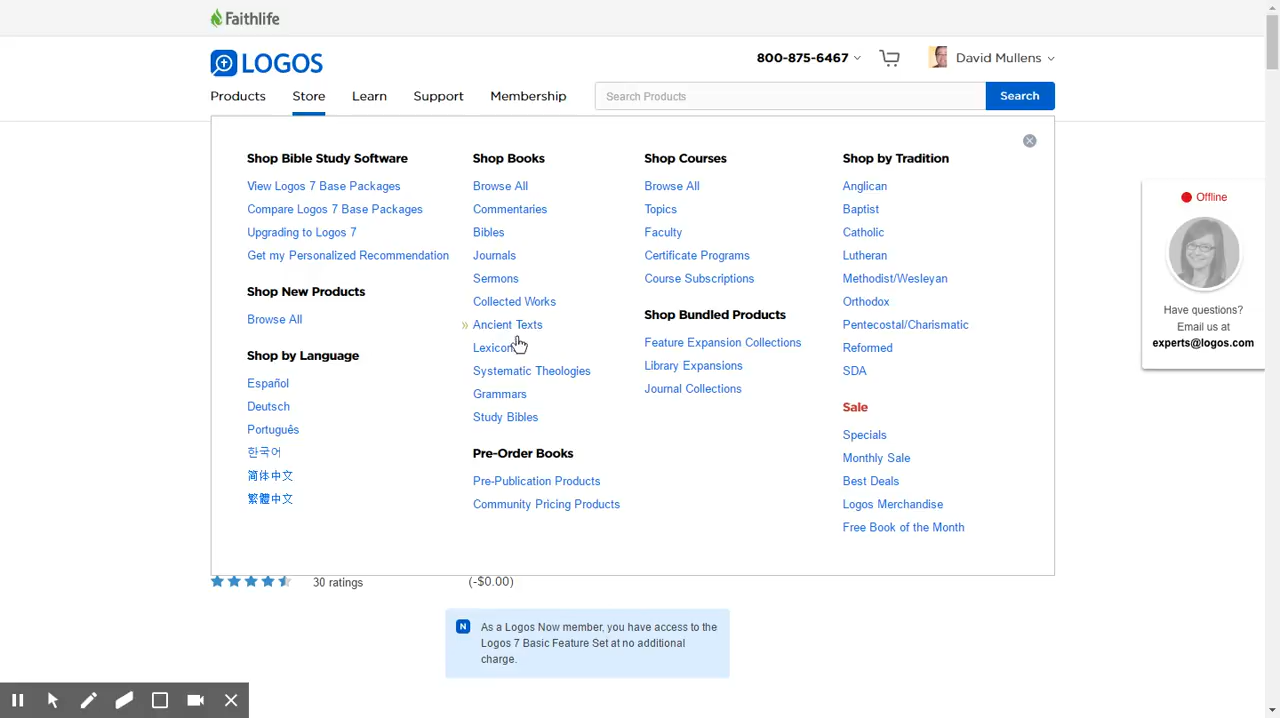 Faithlife
LOGOS
800-875-6467
David Mullens
Products
Store
Learn
Support
Membership
Search Products
Search
Shop Bible Study Software
View Logos 7 Base Packages
Compare Logos 7 Base Packages
Upgrading to Logos 7
Get my Personalized Recommendation
Shop New Products
Browse All
Shop by Language
Español
Deutsch
Português
한국어
简体中文
繁體中文
Shop Books
Browse All
Commentaries
Bibles
Journals
Sermons
Collected Works
» Ancient Texts
Lexicon
Systematic Theologies
Grammars
Study Bibles
Pre-Order Books
Pre-Publication Products
Community Pricing Products
Shop Courses
Browse All
Topics
Faculty
Certificate Programs
Course Subscriptions
Shop Bundled Products
Feature Expansion Collections
Library Expansions
Journal Collections
Shop by Tradition
Anglican
Baptist
Catholic
Lutheran
Methodist/Wesleyan
Orthodox
Pentecostal/Charismatic
Reformed
SDA
Sale
Specials
Monthly Sale
Best Deals
Logos Merchandise
Free Book of the Month
Offline
Have questions?
Email us at
experts@logos.com
30 ratings
(-$0.00)
N
As a Logos Now member, you have access to the
Logos 7 Basic Feature Set at no additional
charge.